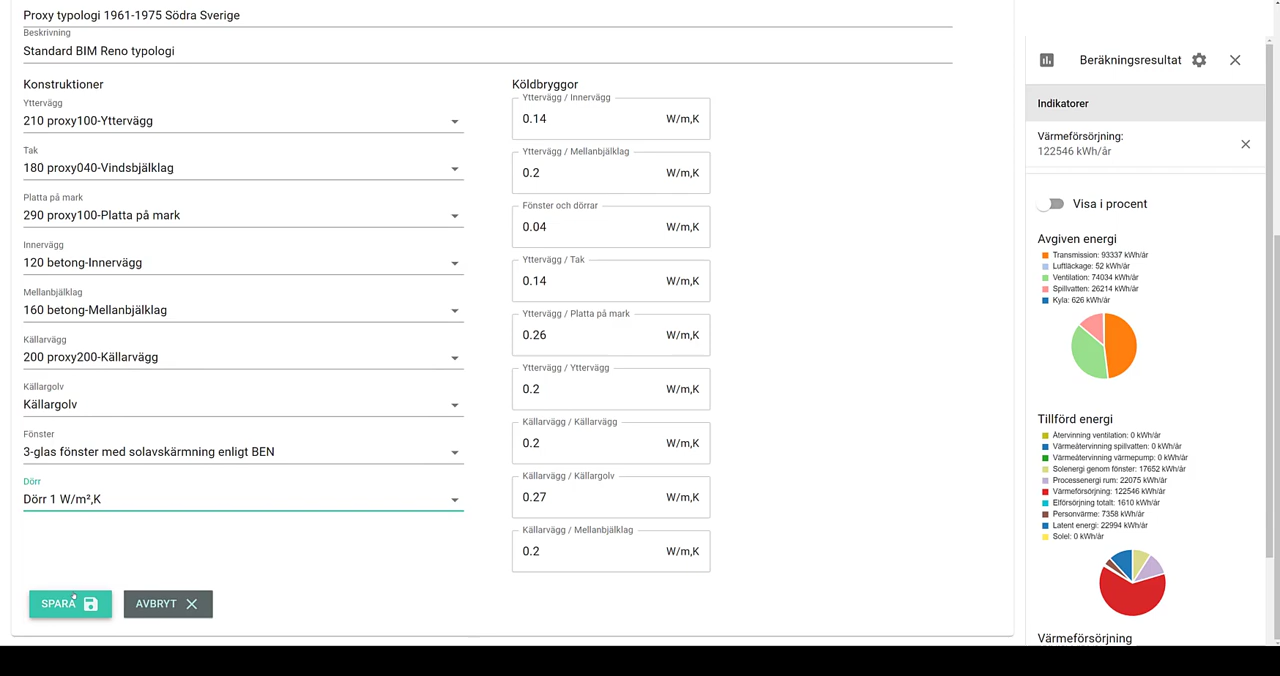 Proxy typologi 1961-1975 Södra Sverige
Beskrivning
Standard BIM Reno typologi
Konstruktioner
Yttervägg
210 proxy100-Yttervägg
Tak
180 proxy040-Vindsbjälklag
Platta på mark
290 proxy100-Platta på mark
Innervägg
120 betong-Innervägg
Mellanbjälklag
160 betong-Mellanbjälklag
Källarvägg
200 proxy200-Källarvägg
Källargolv
Källargolv
Fönster
3-glas fönster med solavskärmning enligt BEN
Dörr
Dörr 1 W/m²,K
SPARA
AVBRYT
Köldbryggor
Yttervägg / Innervägg
0.14 W/m,K
Yttervägg / Mellanbjälklag
0.2 W/m,K
Fönster och dörrar
0.04 W/m,K
Yttervägg / Tak
0.14 W/m,K
Yttervägg / Platta på mark
0.26 W/m,K
Yttervägg / Yttervägg
0.2 W/m,K
Källarvägg / Källarvägg
0.2 W/m,K
Källarvägg / Källargolv
0.27 W/m,K
Källarvägg / Mellanbjälklag
0.2 W/m,K
Beräkningsresultat
Indikatorer
Värmeförsörjning:
122546 kWh/år
Visa i procent
Avgiven energi
Transmission: 93337 kWh/år
Luftläckage: 52 kWh/år
Ventilation: 74034 kWh/år
Spillvatten: 26214 kWh/år
Kyla: 626 kWh/år
Tillförd energi
Återvinning ventilation: 0 kWh/år
Värmeåtervinning spillvatten: 0 kWh/år
Värmeåtervinning värmepump: 0 kWh/år
Solenergi genom fönster: 17652 kWh/år
Processenergi rum: 22075 kWh/år
Värmeförsörjning: 122546 kWh/år
Elförsörjning totalt: 1610 kWh/år
Personvärme: 7358 kWh/år
Latent energi: 22994 kWh/år
Solel: 0 kWh/år
Värmeförsörjning